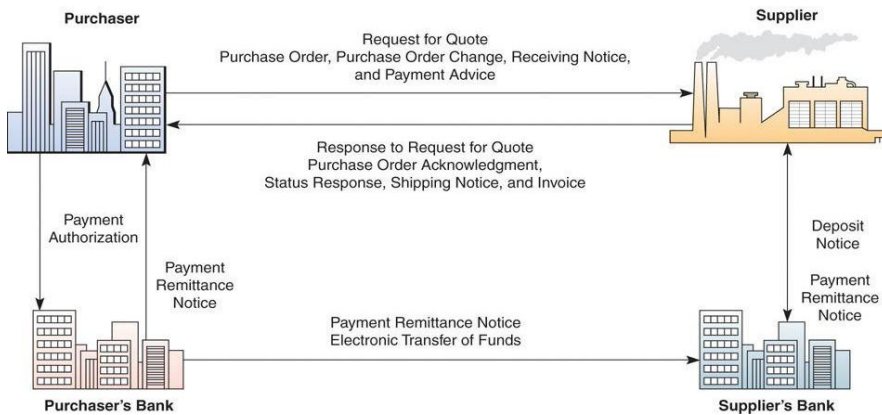 Purchaser
Supplier
Request for Quote
Purchase Order, Purchase Order Change, Receiving Notice,
and Payment Advice
Response to Request for Quote
Purchase Order Acknowledgment,
Status Response, Shipping Notice, and Invoice
Payment
Authorization
Payment
Remittance
Notice
Deposit
Notice
Payment
Remittance
Notice
Payment Remittance Notice
Electronic Transfer of Funds
Purchaser's Bank
Supplier's Bank